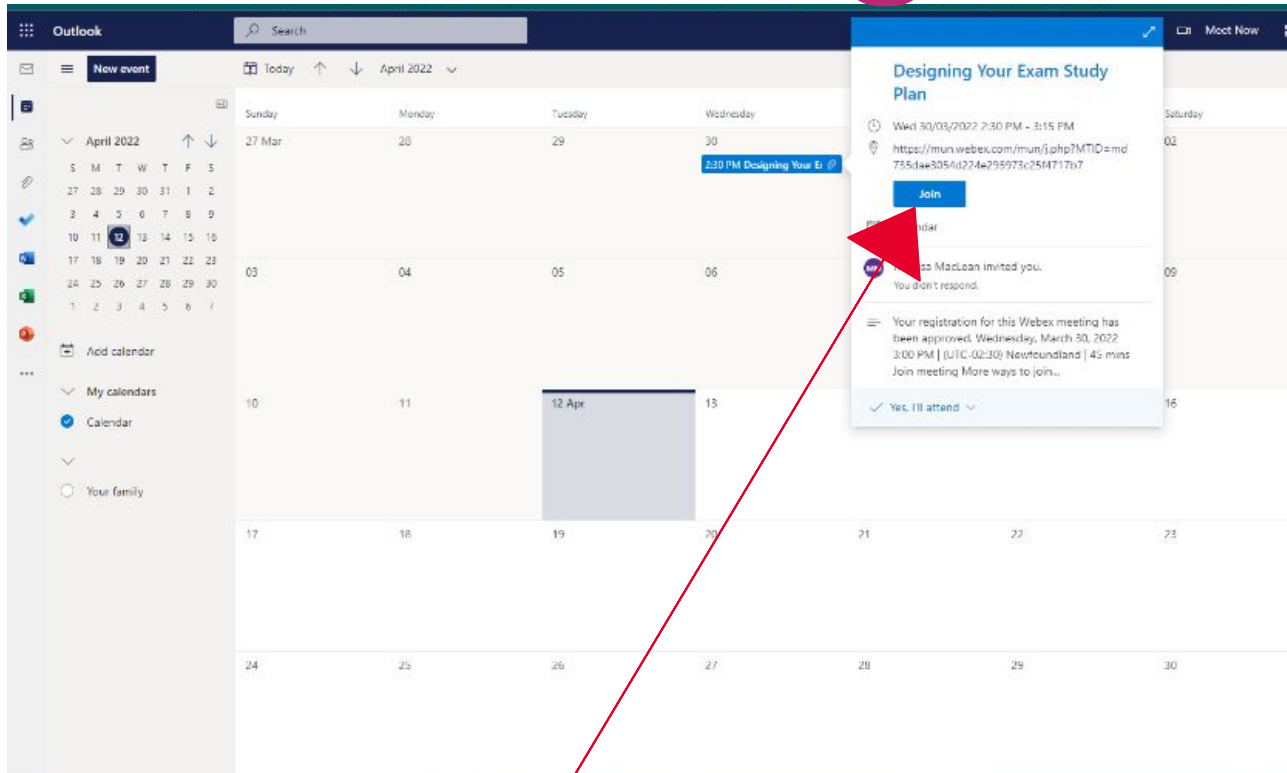 Outlook
Search
Meet Now
New event
Today
April 2022
April 2022
S M T W T F S
27 28 29 30 31 1 2
3 4 5 6 7 8 9
10 11 12 13 14 15 16
17 18 19 20 21 22 23
24 25 26 27 28 29 30
1 2 3 4 5 6 7
Add calendar
My calendars
Calendar
Your family
Sunday Monday Tuesday Wednesday Saturday
27 Mar 28 29 30 02
2:30 PM Designing Your E
03 04 05 06 09
10 11 12 Apr 13 16
17 18 19 20 21 22 23
24 25 26 27 28 29 30
Designing Your Exam Study
Plan
Wed 30/03/2022 2:30 PM - 3:15 PM
https://mun.webex.com/mun/j.php?MTID=md
735dae3054d224e295973c25f4717b7
Join
MacLean invited you.
You didn't respond.
Your registration for this Webex meeting has
been approved. Wednesday, March 30, 2022
3:00 PM | (UTC-02:30) Newfoundland | 45 mins
Join meeting More ways to join...
Yes, I'll attend